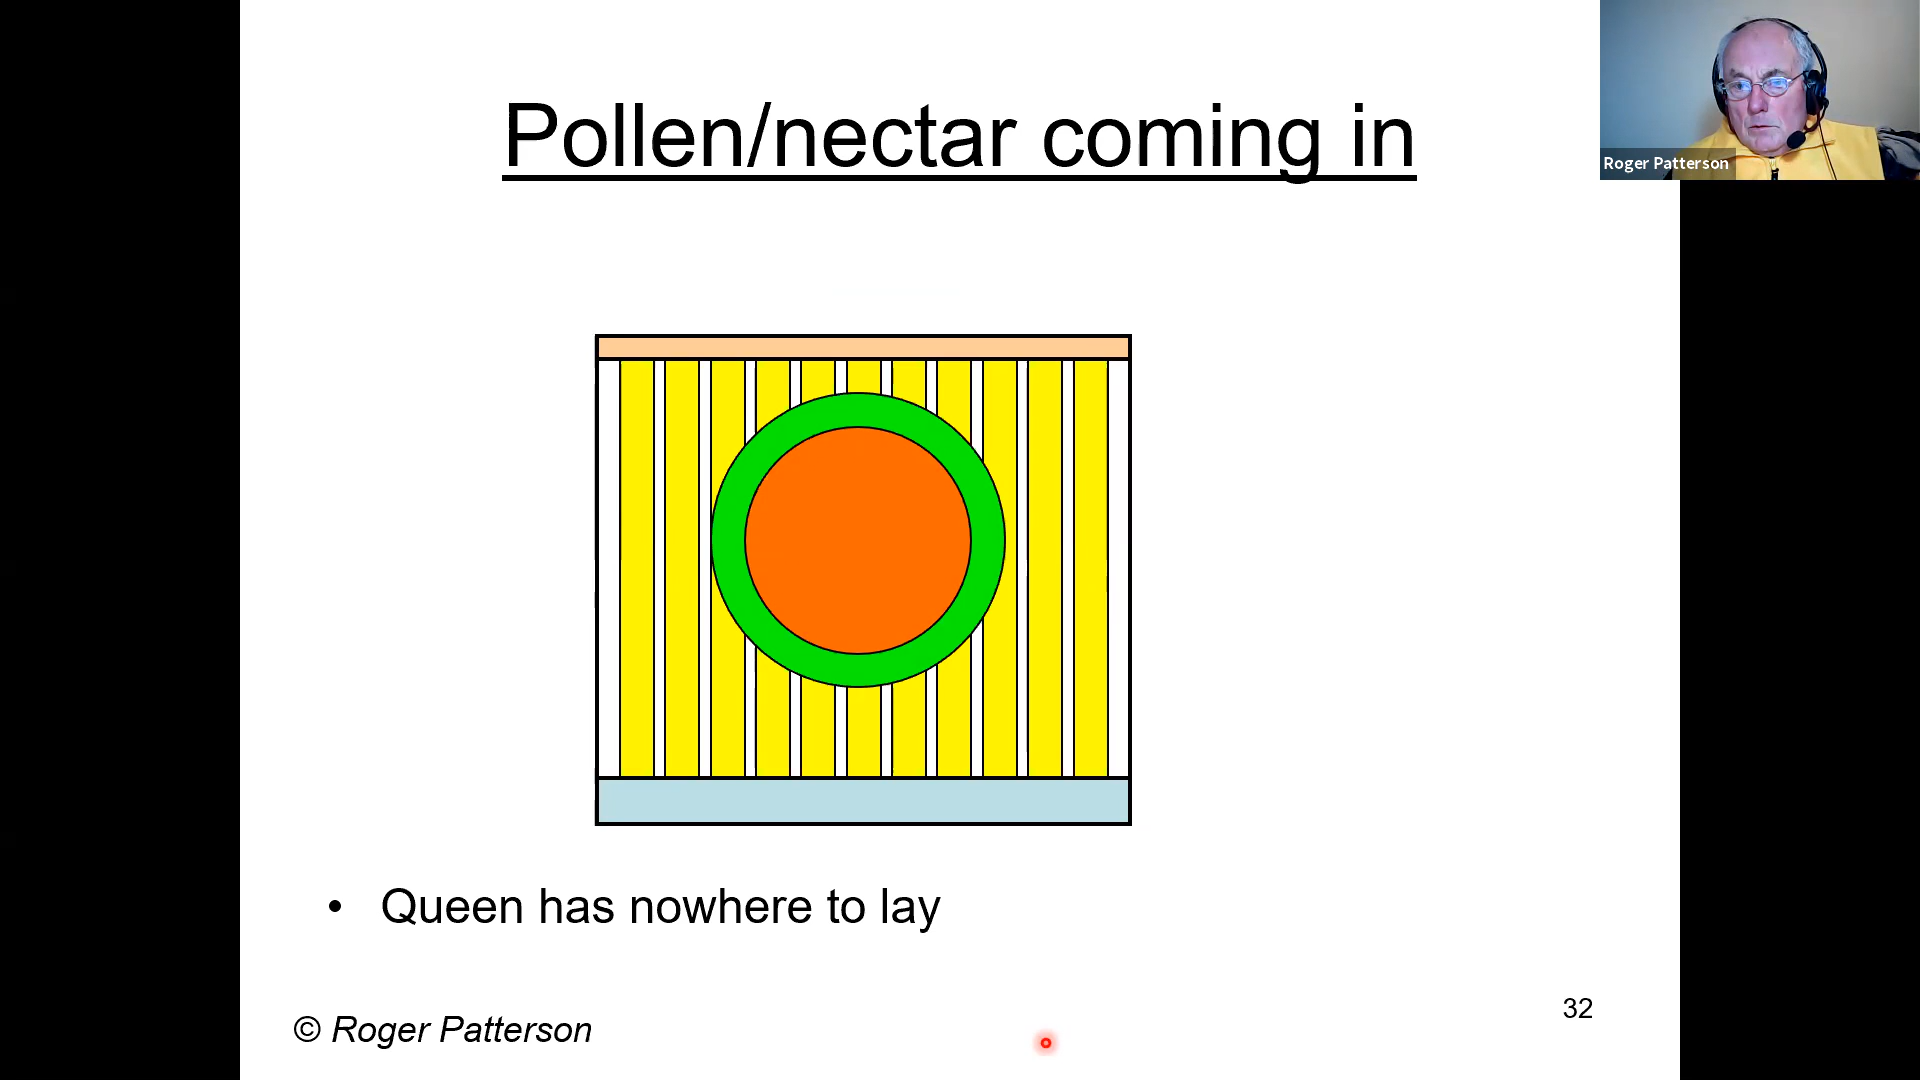 Pollen/nectar coming in
Roger Patterson
• Queen has nowhere to lay
32
© Roger Patterson